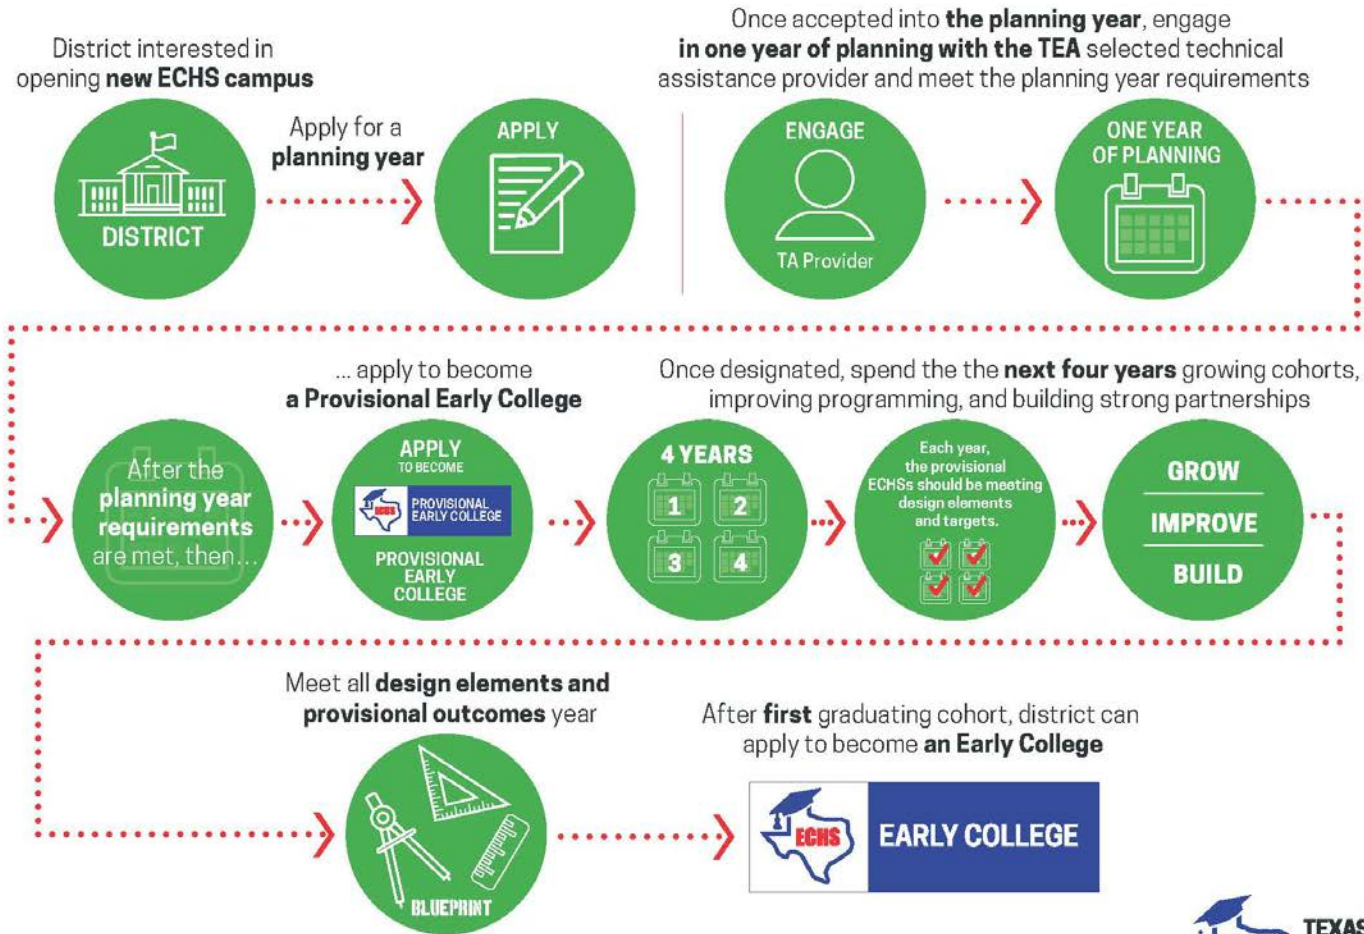 District interested in
opening new ECHS campus
DISTRICT
Apply for a
planning year
APPLY
Once accepted into the planning year, engage
in one year of planning with the TEA selected technical
assistance provider and meet the planning year requirements
ENGAGE
TA Provider
ONE YEAR
OF PLANNING
After the
planning year
requirements
are met, then...
... apply to become
a Provisional Early College
APPLY
TO BECOME
ECHS
PROVISIONAL
EARLY COLLEGE
PROVISIONAL
EARLY
COLLEGE
Once designated, spend the the next four years growing cohorts,
improving programming, and building strong partnerships
4 YEARS
1 2
3 4
Each year,
the provisional
ECHSs should be meeting
design elements
and targets.
GROW
IMPROVE
BUILD
Meet all design elements and
provisional outcomes year
BLUEPRINT
After first graduating cohort, district can
apply to become an Early College
ECHS
EARLY COLLEGE
TEXAS